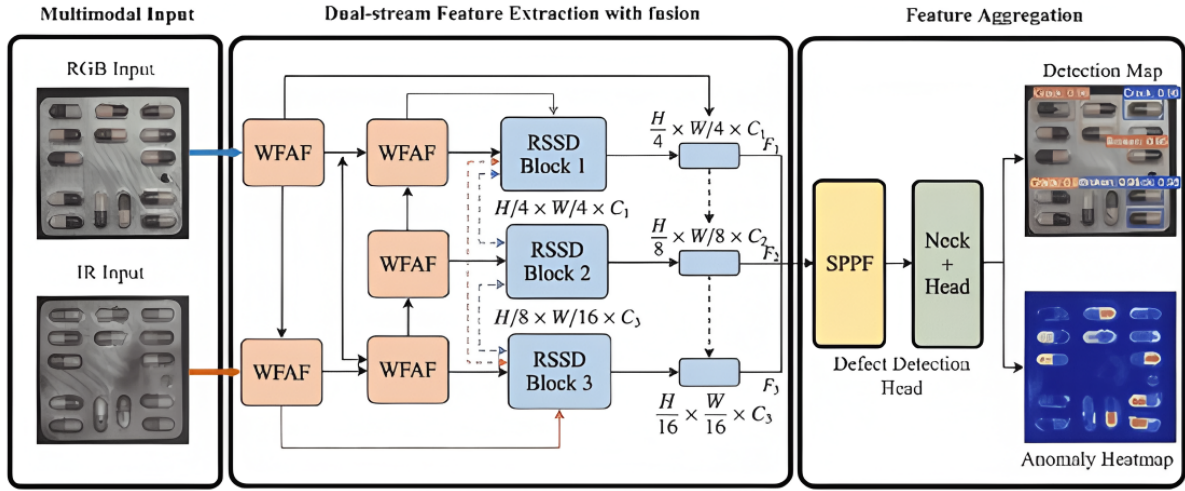 Multimodal Input
Dual-stream Feature Extraction with fusion
Feature Aggregation
RGB Input
IR Input
WFAF
WFAF
WFAF
WFAF
WFAF
RSSD
Block 1
H/4 × W/4 × C₁
RSSD
Block 2
H/8 × W/16 × C₃
RSSD
Block 3
H/4 × W/4 × C₁
F₁
H/8 × W/8 × C₂
F₂
F₃
H/16 × W/16 × C₃
SPPF
Neck
+
Head
Defect Detection
Head
Detection Map
Anomaly Heatmap